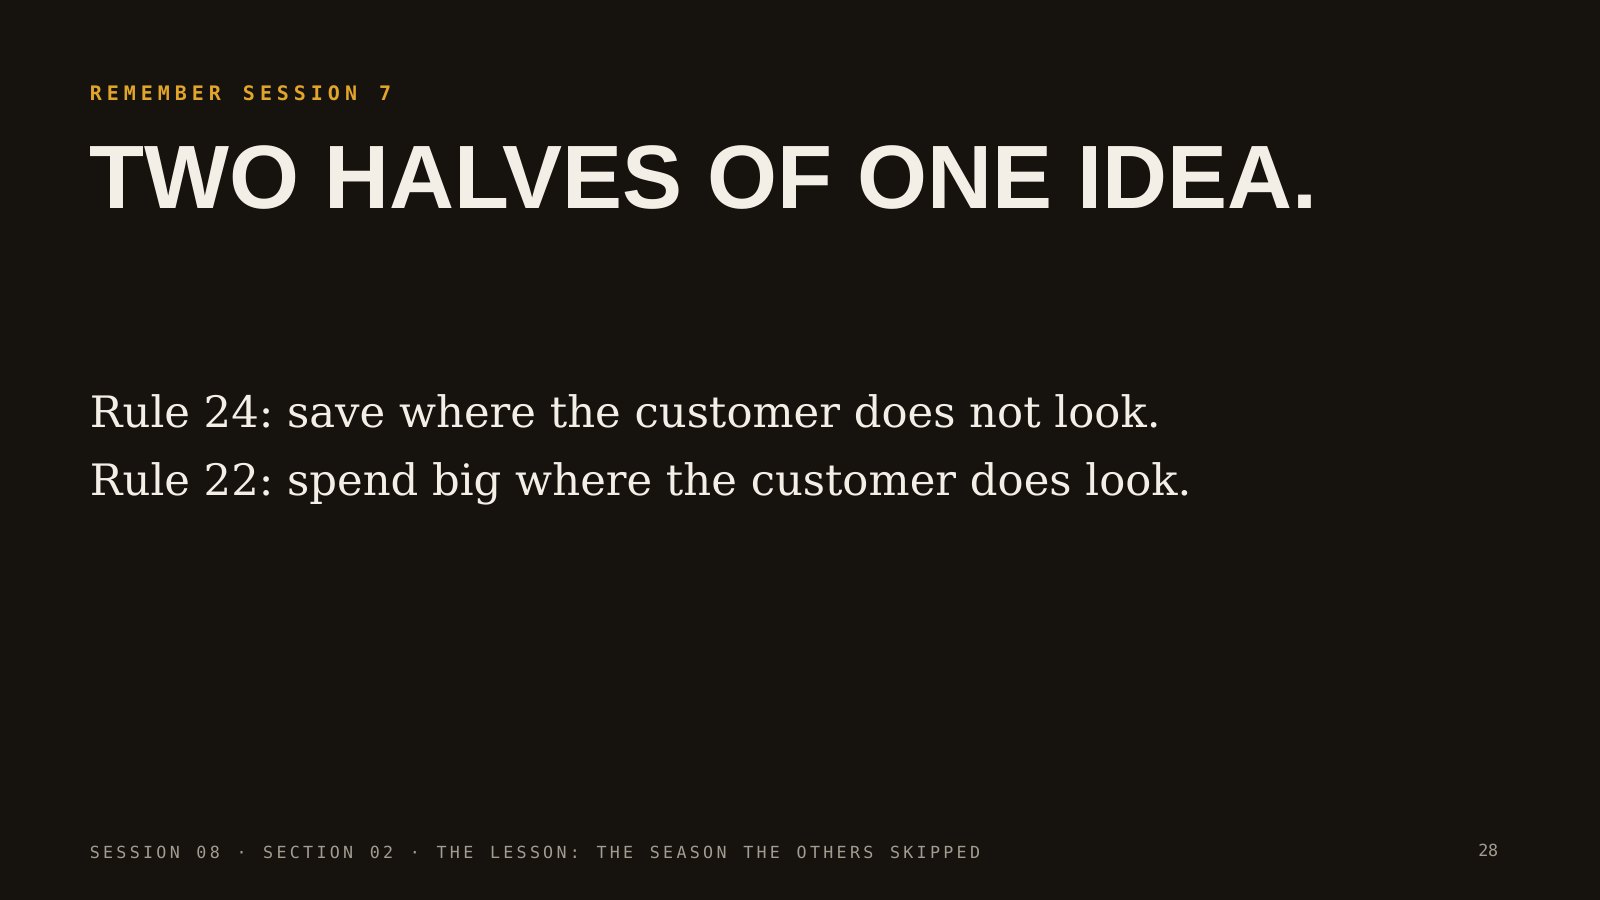 REMEMBER SESSION 7
TWO HALVES OF ONE IDEA.
Rule 24: save where the customer does not look.
Rule 22: spend big where the customer does look.
SESSION 08 · SECTION 02 · THE LESSON: THE SEASON THE OTHERS SKIPPED
28